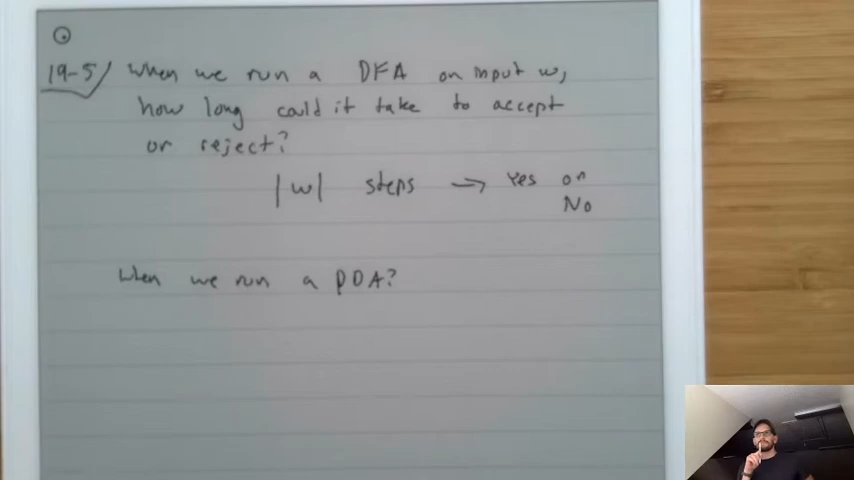 19-5/ When we run a DFA on input w,
how long could it take to accept
or reject?
|w| steps → Yes or
No
When we run a PDA?